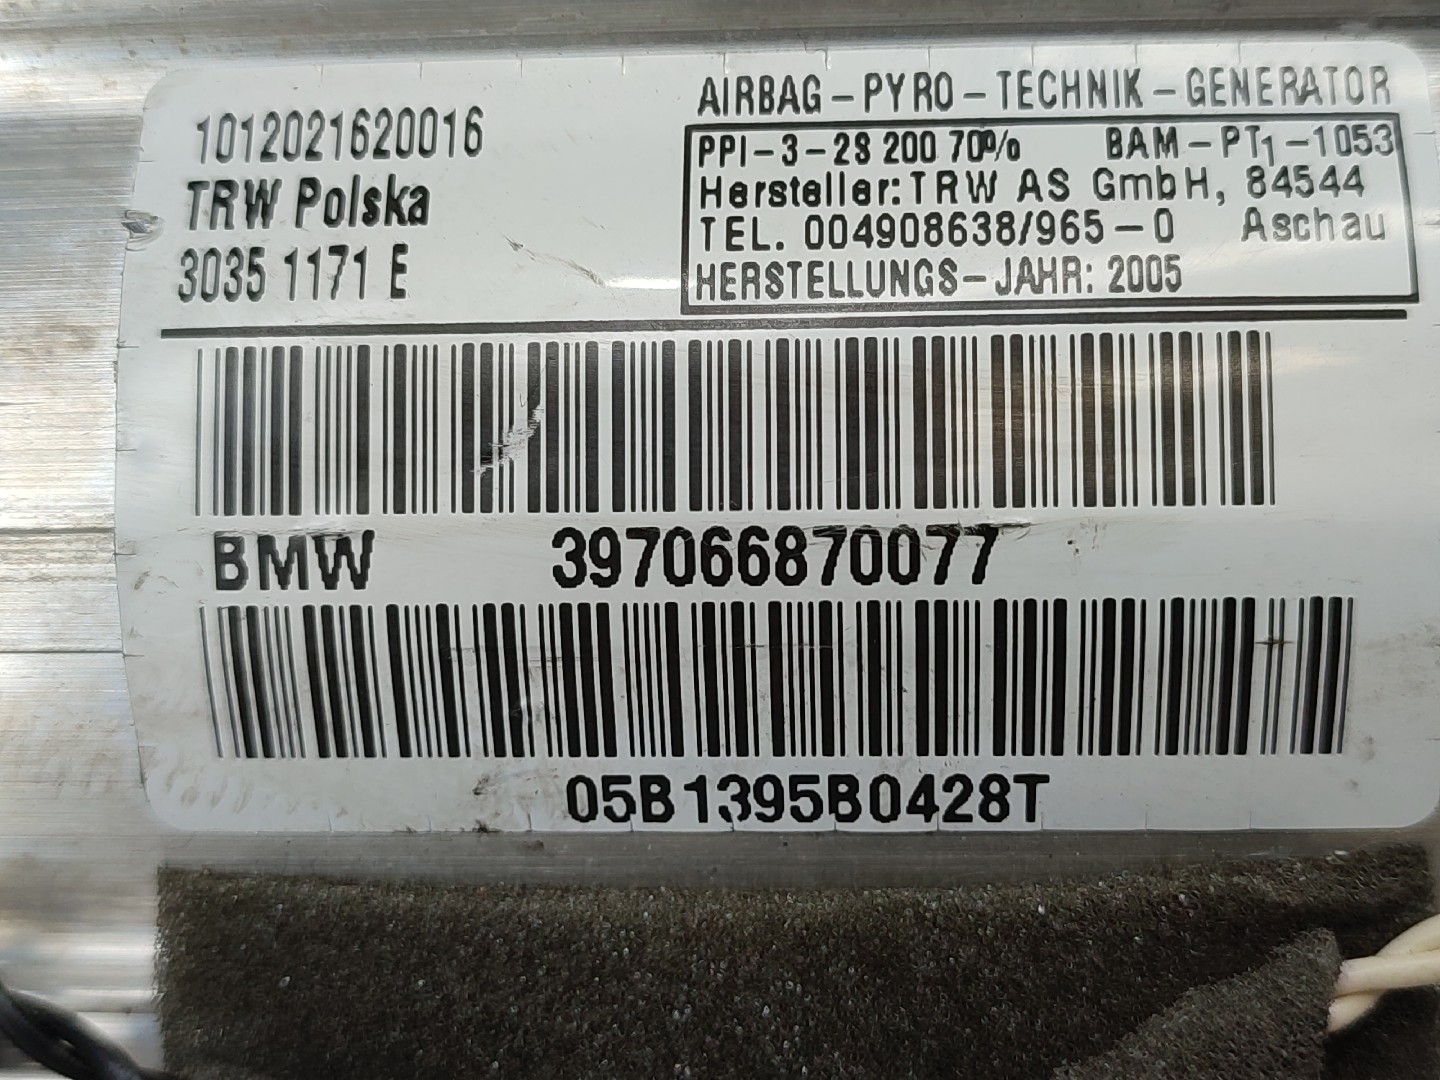 1012021620016
TRW Polska
3035 1171 E
AIRBAG-PYRO-TECHNIK-GENERATOR
PPI-3-2S 200 70% BAM-PT1-1053
Hersteller: TRW AS GmbH, 84544
TEL. 004908638/965-0 Aschau
HERSTELLUNGS-JAHR: 2005
BMW 397066870077
05B1395B0428T